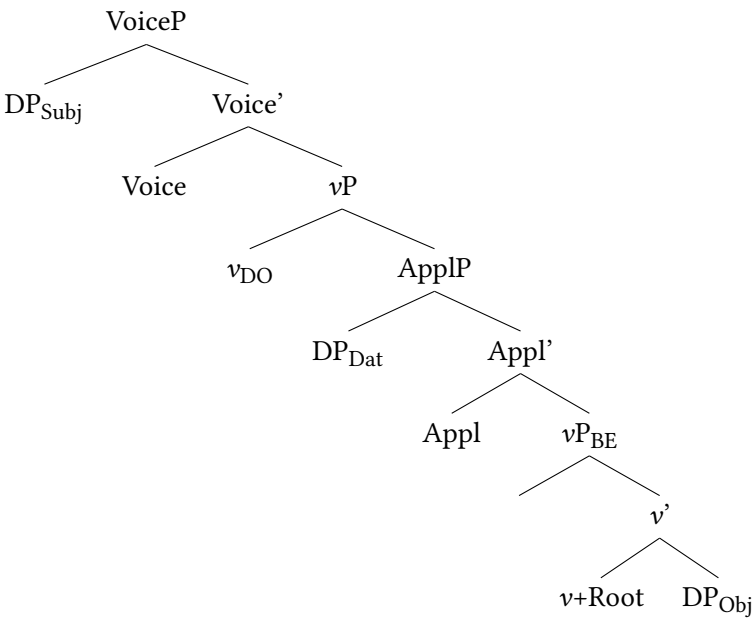 VoiceP
DP_Subj Voice’
Voice vP
v_DO ApplP
DP_Dat Appl’
Appl vP_BE
v’
v+Root DP_Obj